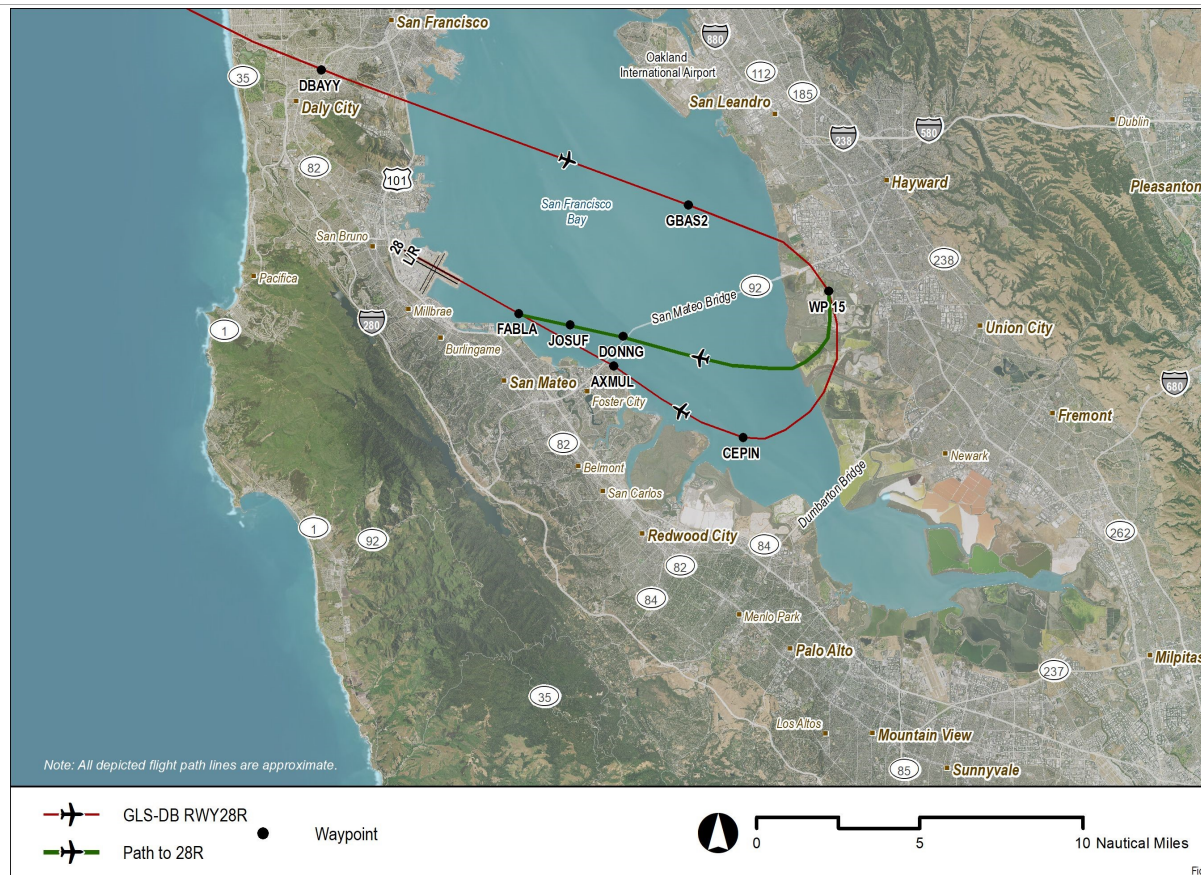 San Francisco
880
Oakland
International Airport
35
DBAYY
Daly City
112
185
San Leandro
Dublin
238
580
82
101
Hayward
Pleasanton
San Francisco
Bay
GBAS2
San Bruno
28
L/R
238
Pacifica
92
San Mateo Bridge
WP 15
1
Millbrae
280
FABLA
JOSUF
DONNG
Union City
Burlingame
AXMUL
San Mateo
Foster City
680
Fremont
82
CEPIN
Newark
Belmont
San Carlos
Dumbarton Bridge
1
92
Redwood City
84
262
82
84
Menlo Park
Palo Alto
Milpitas
237
35
Los Altos
Mountain View
85
Sunnyvale
Note: All depicted flight path lines are approximate.
GLS-DB RWY28R
Waypoint
Path to 28R
0 5 10 Nautical Miles
Fig